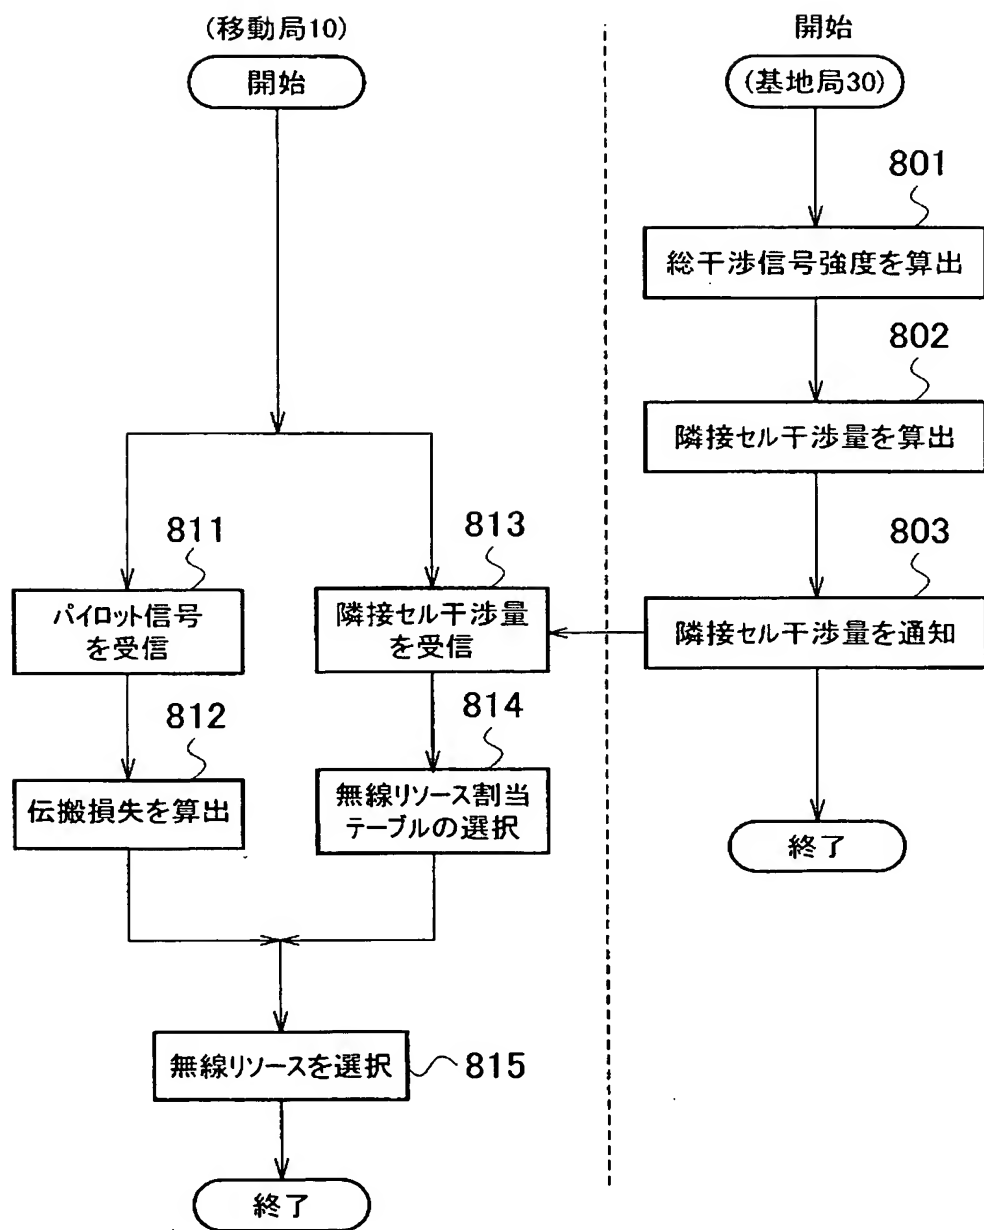 (移動局10)
開始
開始
(基地局30)
801
総干渉信号強度を算出
802
隣接セル干渉量を算出
803
隣接セル干渉量を通知
終了
811
パイロット信号
を受信
812
伝搬損失を算出
813
隣接セル干渉量
を受信
814
無線リソース割当
テーブルの選択
無線リソースを選択
815
終了